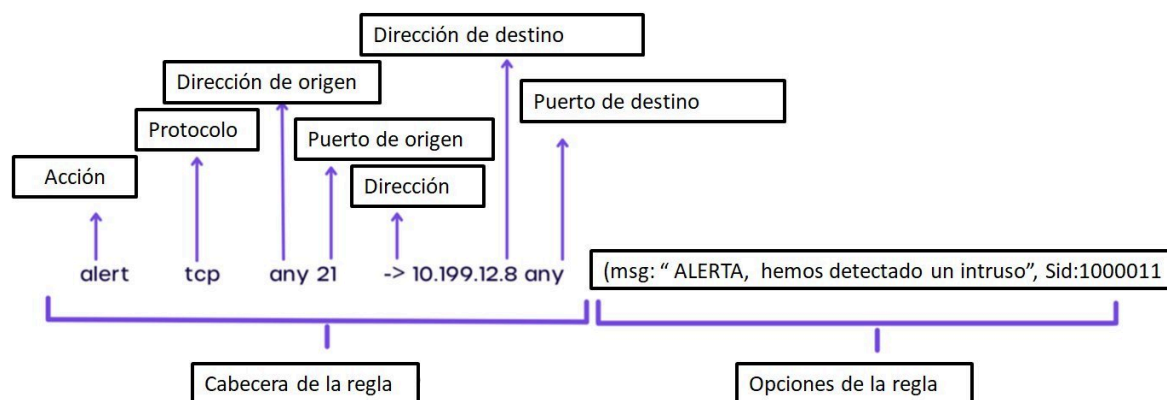 Dirección de destino
Dirección de origen
Puerto de destino
Protocolo
Puerto de origen
Acción
Dirección
alert tcp any 21 -> 10.199.12.8 any (msg: “ ALERTA, hemos detectado un intruso”, Sid:1000011
Cabecera de la regla
Opciones de la regla